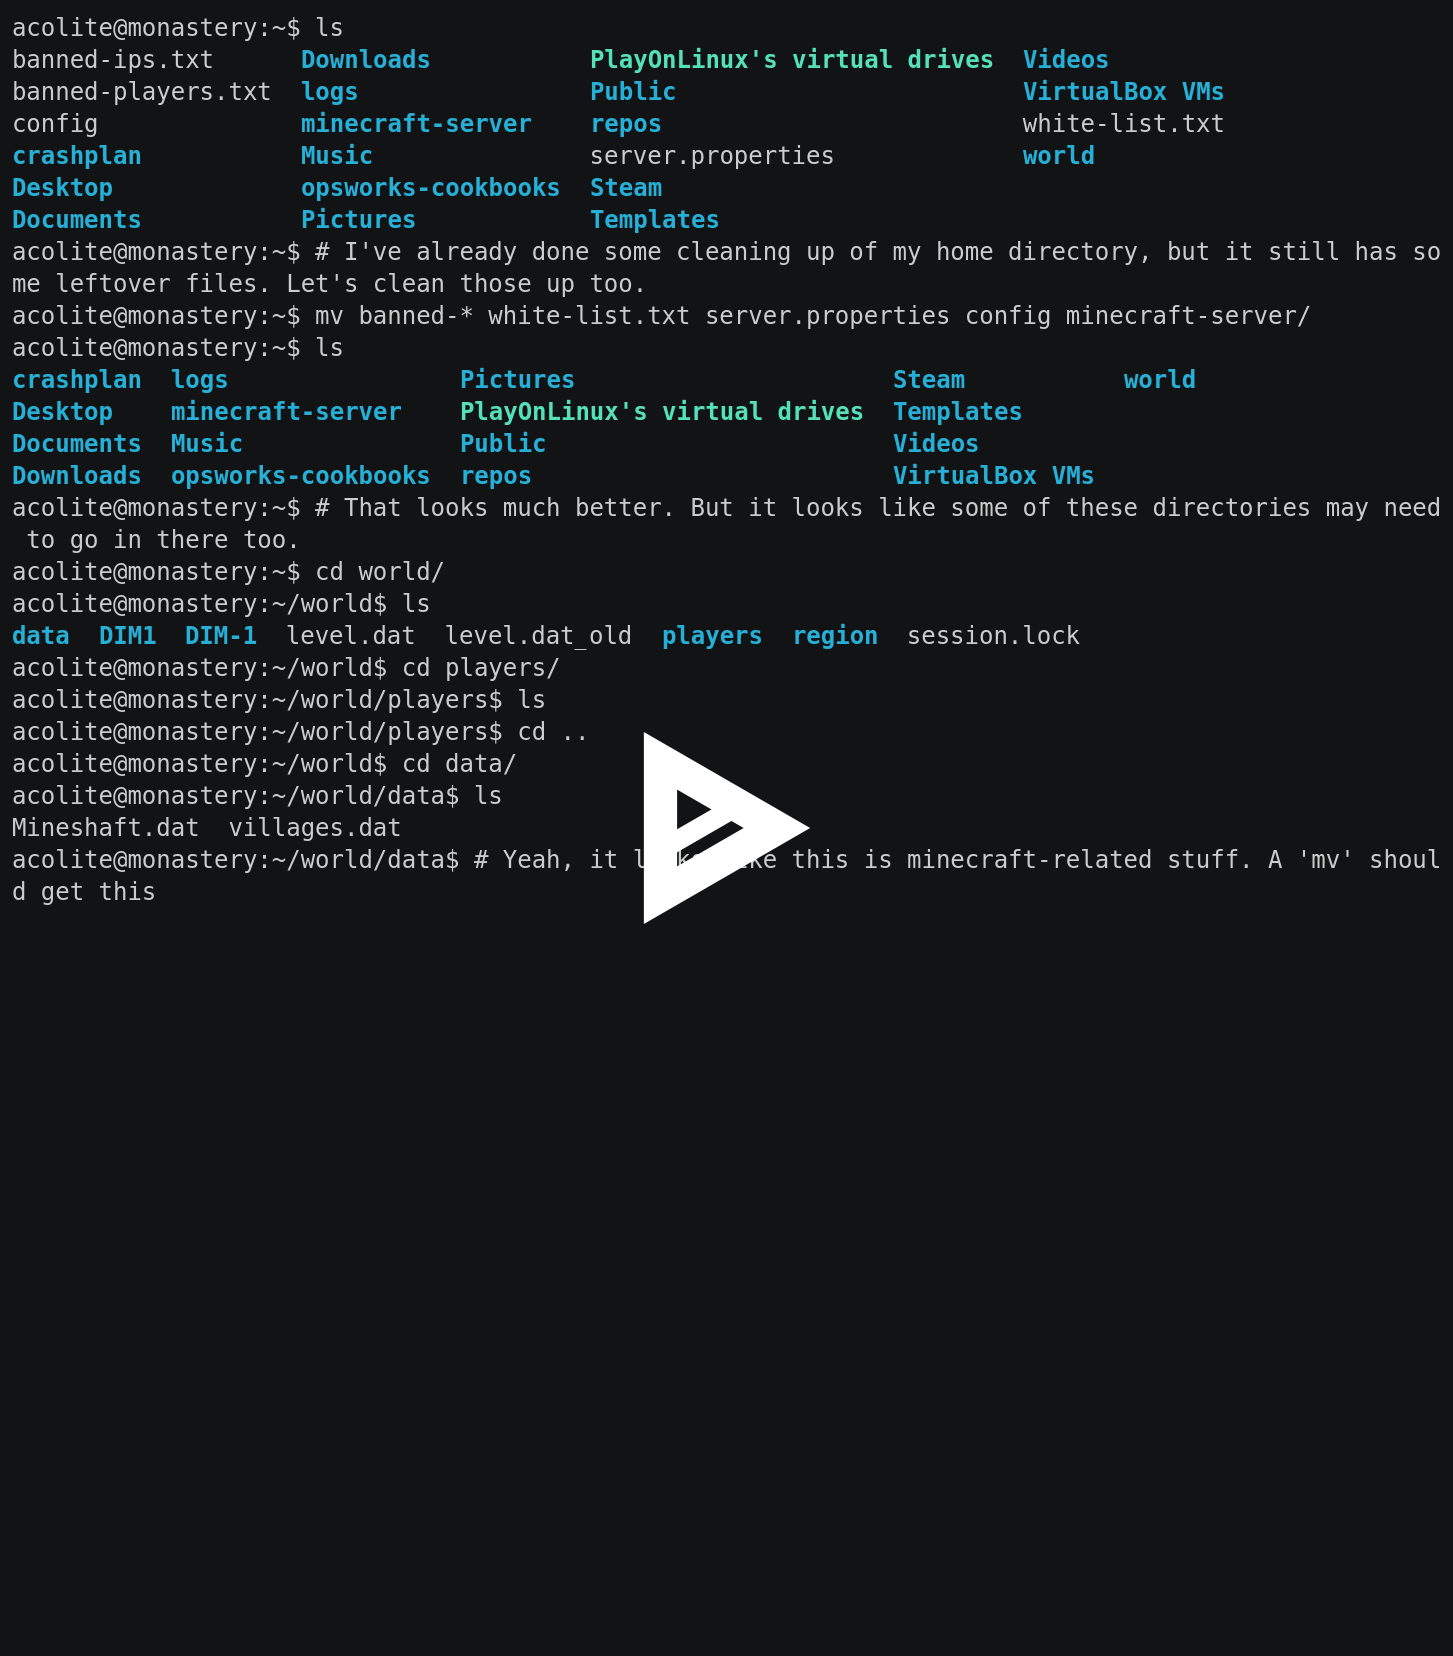 acolite@monastery:~$ ls
banned-ips.txt      Downloads           PlayOnLinux's virtual drives  Videos
banned-players.txt  logs                Public                        VirtualBox VMs
config              minecraft-server    repos                         white-list.txt
crashplan           Music               server.properties             world
Desktop             opsworks-cookbooks  Steam
Documents           Pictures            Templates
acolite@monastery:~$ # I've already done some cleaning up of my home directory, but it still has so
me leftover files. Let's clean those up too.
acolite@monastery:~$ mv banned-* white-list.txt server.properties config minecraft-server/
acolite@monastery:~$ ls
crashplan  logs                Pictures                      Steam           world
Desktop    minecraft-server    PlayOnLinux's virtual drives  Templates
Documents  Music               Public                        Videos
Downloads  opsworks-cookbooks  repos                         VirtualBox VMs
acolite@monastery:~$ # That looks much better. But it looks like some of these directories may need
 to go in there too.
acolite@monastery:~$ cd world/
acolite@monastery:~/world$ ls
data  DIM1  DIM-1  level.dat  level.dat_old  players  region  session.lock
acolite@monastery:~/world$ cd players/
acolite@monastery:~/world/players$ ls
acolite@monastery:~/world/players$ cd ..
acolite@monastery:~/world$ cd data/
acolite@monastery:~/world/data$ ls
Mineshaft.dat  villages.dat
acolite@monastery:~/world/data$ # Yeah, it this is minecraft-related stuff. A 'mv' shoul
d get this